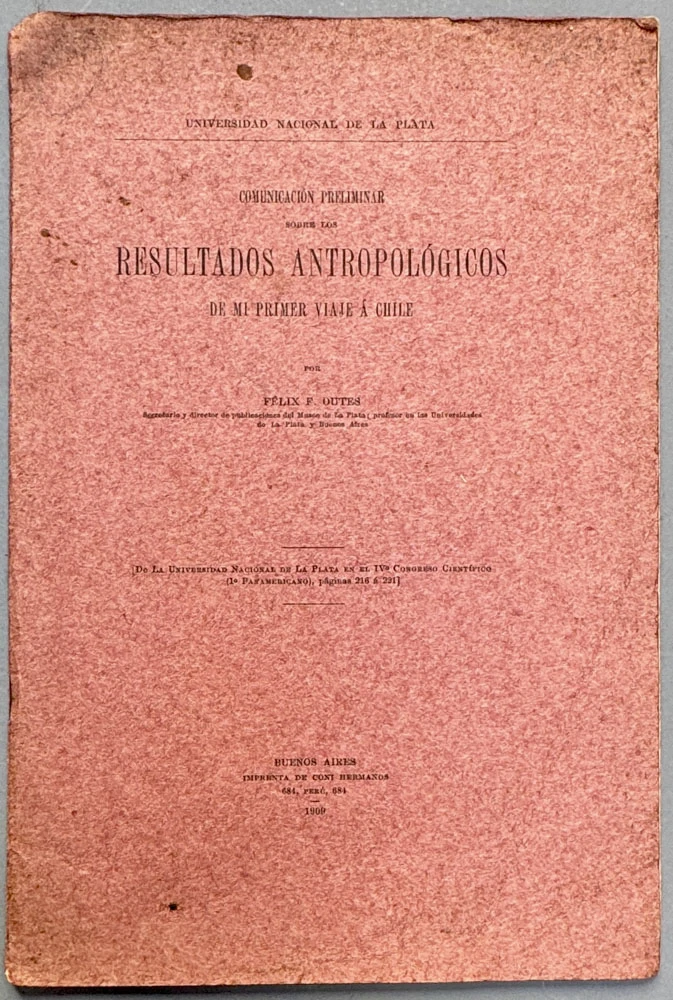 UNIVERSIDAD NACIONAL DE LA PLATA
COMUNICACIÓN PRELIMINAR
SOBRE LOS
RESULTADOS ANTROPOLÓGICOS
DE MI PRIMER VIAJE Á CHILE
POR
FÉLIX F. OUTES
Secretario y director de publicaciones del Museo de La Plata; profesor en las Universidades
de La Plata y Buenos Aires
[De La Universidad Nacional de La Plata en el IVº Congreso Científico
(1º Panamericano), páginas 216 á 221]
BUENOS AIRES
IMPRENTA DE CONI HERMANOS
684, PERÚ, 684
1909